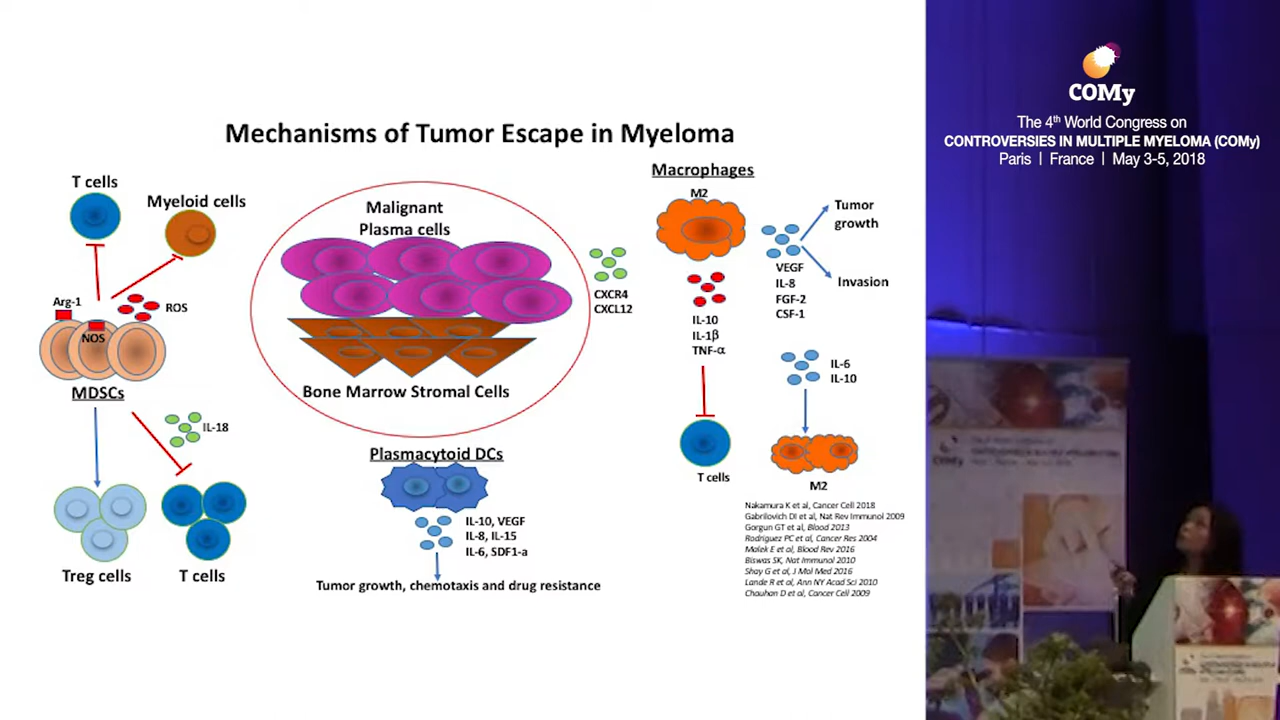 Mechanisms of Tumor Escape in Myeloma
T cells
Myeloid cells
Arg-1
ROS
NOS
MDSCs
IL-18
Treg cells
T cells
Malignant
Plasma cells
Bone Marrow Stromal Cells
CXCR4
CXCL12
Plasmacytoid DCs
IL-10, VEGF
IL-8, IL-15
IL-6, SDF1-a
Tumor growth, chemotaxis and drug resistance
Macrophages
M2
Tumor
growth
Invasion
VEGF
IL-8
FGF-2
CSF-1
IL-10
IL-1β
TNF-α
IL-6
IL-10
T cells
M2
Nakamura K et al, Cancer Cell 2018
Gabrilovich DI et al, Nat Rev Immunol 2009
Gorgun GT et al, Blood 2013
Rodriguez PC et al, Cancer Res 2004
Malek E et al, Blood Rev 2016
Biswas SK, Nat Immunol 2010
Shay G et al, J Mol Med 2016
Lande R et al, Ann NY Acad Sci 2010
Chauhan D et al, Cancer Cell 2009
COMy
The 4th World Congress on
CONTROVERSIES IN MULTIPLE MYELOMA (COMy)
Paris | France | May 3-5, 2018
COMy